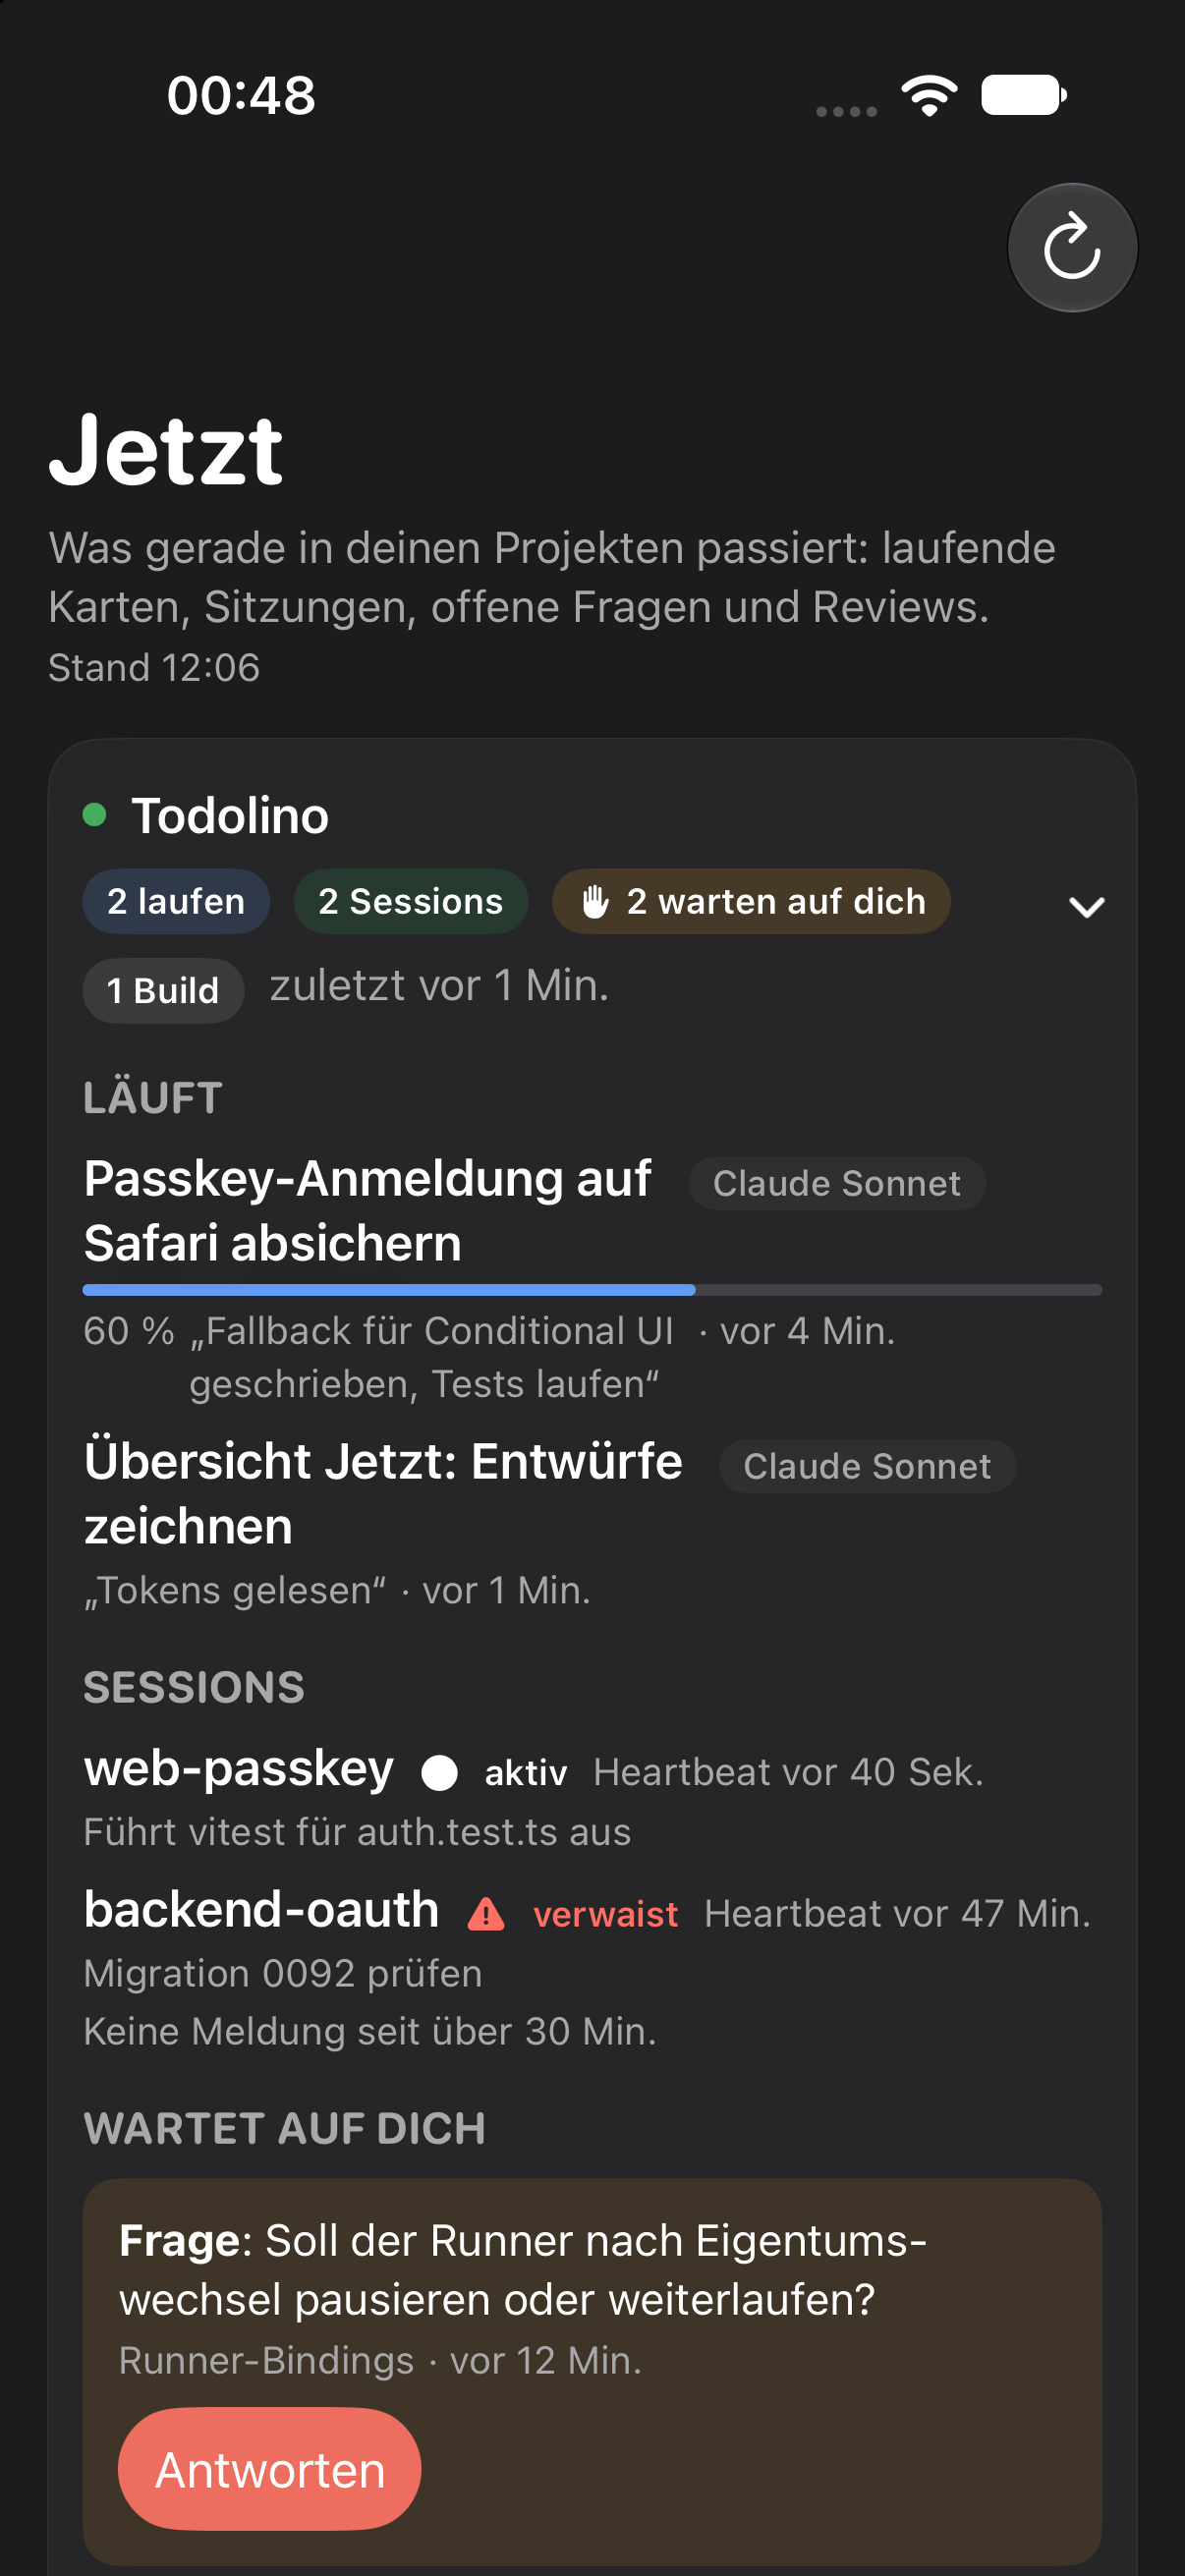 00:48
Jetzt
Was gerade in deinen Projekten passiert: laufende
Karten, Sitzungen, offene Fragen und Reviews.
Stand 12:06
Todolino
2 laufen
2 Sessions
2 warten auf dich
1 Build
zuletzt vor 1 Min.
LÄUFT
Passkey-Anmeldung auf
Safari absichern
Claude Sonnet
60 % „Fallback für Conditional UI · vor 4 Min.
geschrieben, Tests laufen“
Übersicht Jetzt: Entwürfe
zeichnen
Claude Sonnet
„Tokens gelesen“ · vor 1 Min.
SESSIONS
web-passkey aktiv Heartbeat vor 40 Sek.
Führt vitest für auth.test.ts aus
backend-oauth verwaist Heartbeat vor 47 Min.
Migration 0092 prüfen
Keine Meldung seit über 30 Min.
WARTET AUF DICH
Frage: Soll der Runner nach Eigentums-
wechsel pausieren oder weiterlaufen?
Runner-Bindings · vor 12 Min.
Antworten